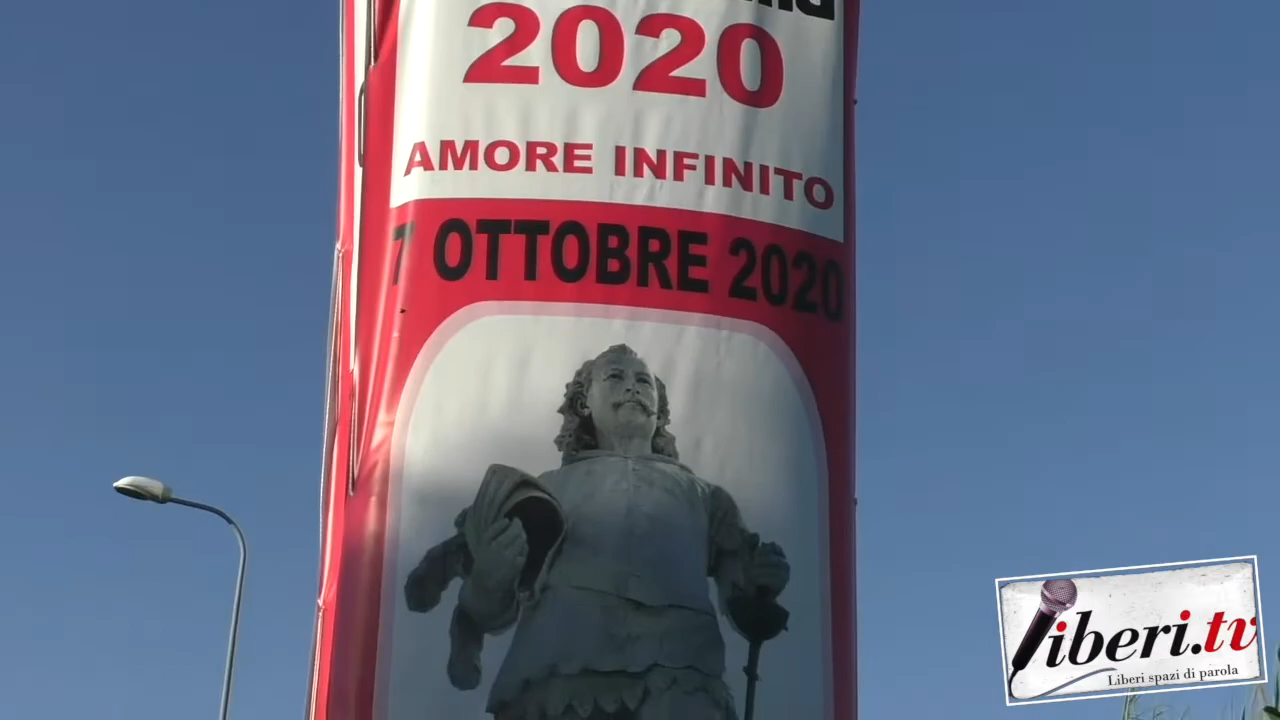 2020
AMORE INFINITO
7 OTTOBRE 2020
liberi.tv
Liberi spazi di parola